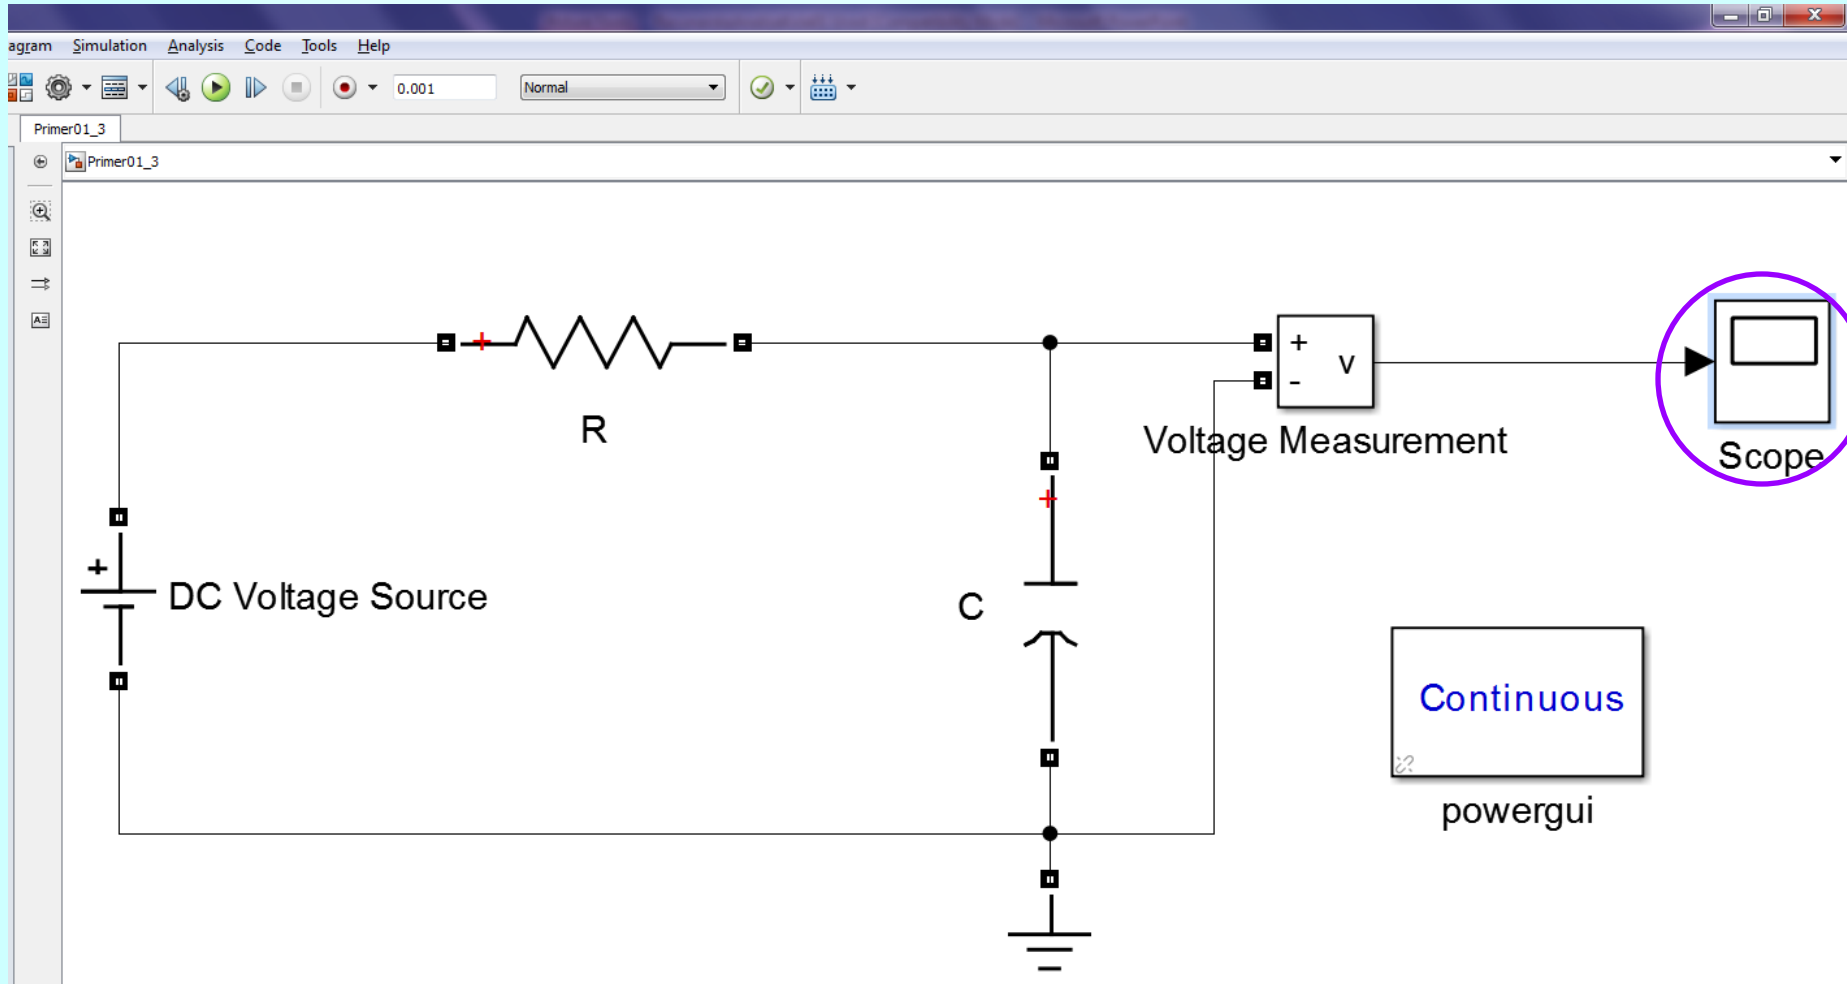 agram Simulation Analysis Code Tools Help
0.001 Normal
Primer01_3
Primer01_3
+ v
-
R
Voltage Measurement
Scope
+
+
+
DC Voltage Source
C
Continuous
powergui